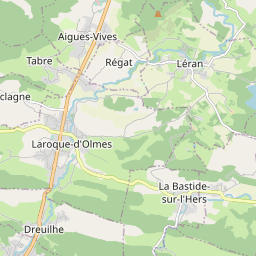 Aigues-Vives
Tabre
Régat
Léran
clagne
Laroque-d'Olmes
La Bastide-
sur-l'Hers
Dreuilhe